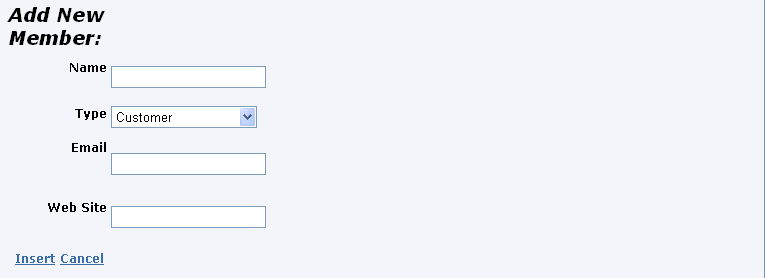 Add New
Member:
Name
Type Customer
Email
Web Site
Insert Cancel